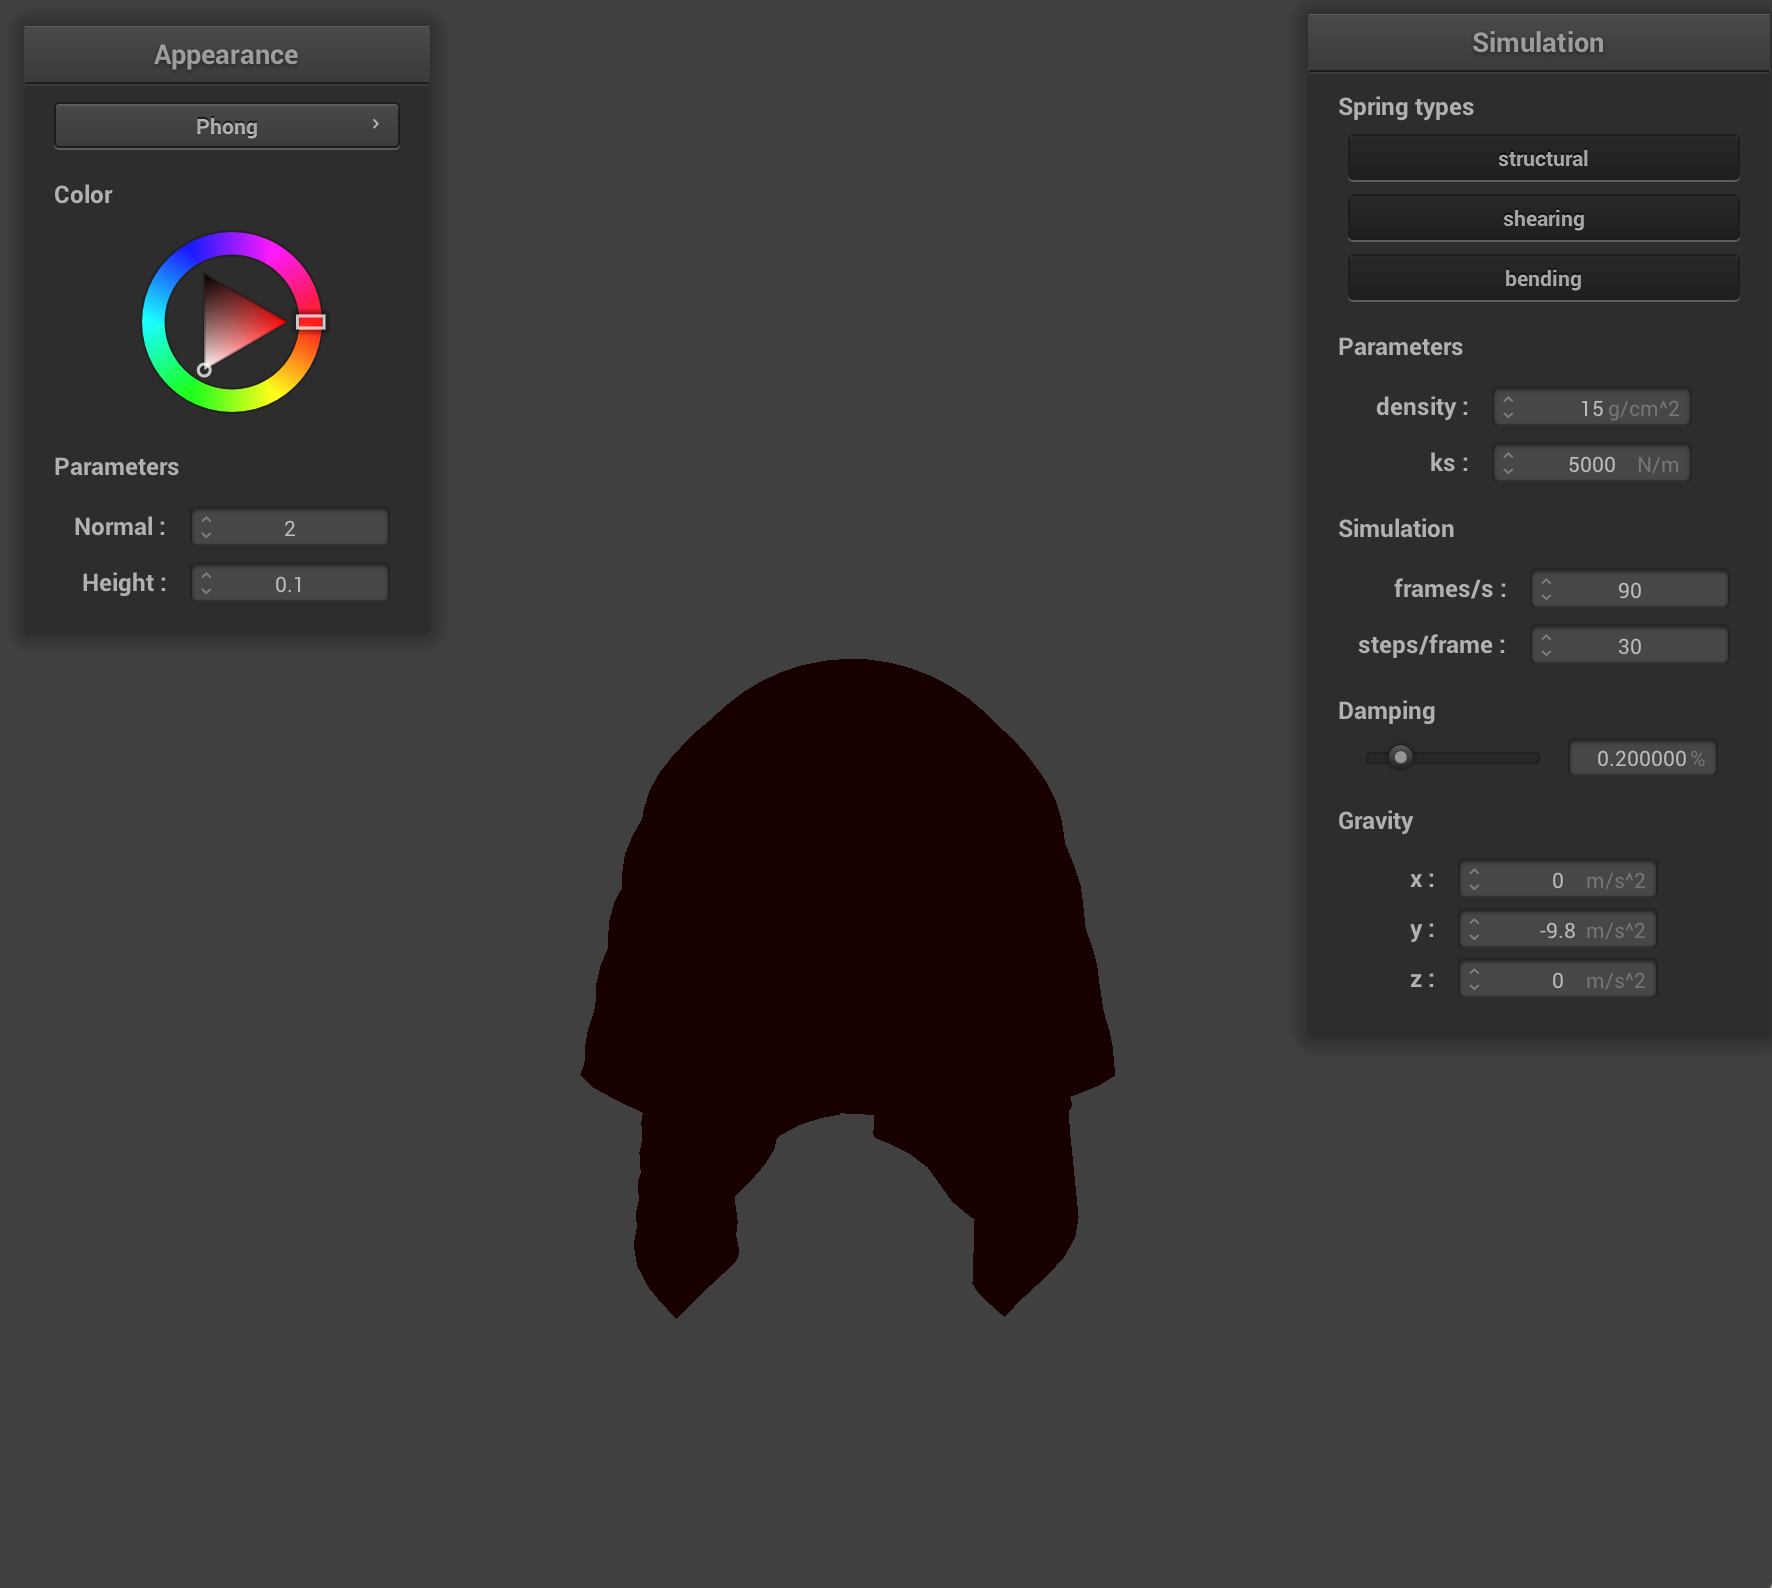 Appearance
Phong
Color
Parameters
Normal : 2
Height : 0.1
Simulation
Spring types
structural
shearing
bending
Parameters
density : 15 g/cm^2
ks : 5000 N/m
Simulation
frames/s : 90
steps/frame : 30
Damping
0.200000 %
Gravity
x : 0 m/s^2
y : -9.8 m/s^2
z : 0 m/s^2